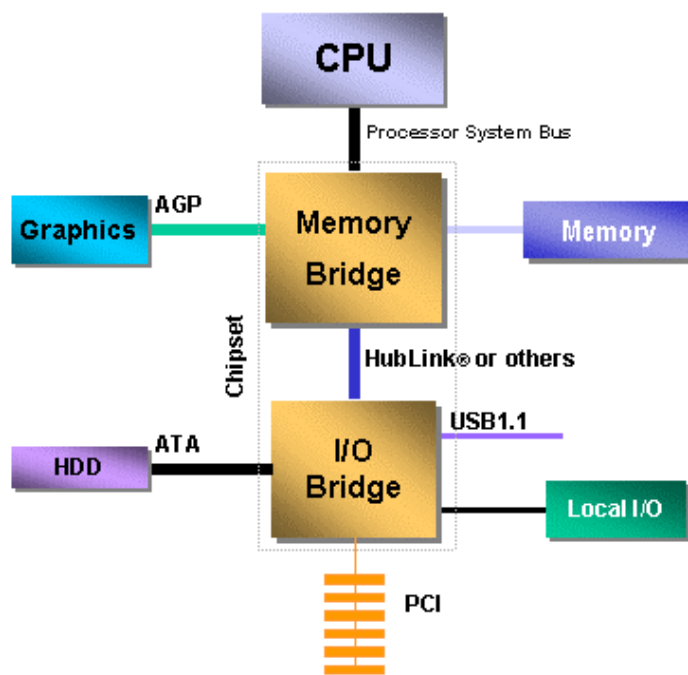 CPU
Processor System Bus
AGP
Graphics
Memory
Bridge
Memory
Chipset
HubLink® or others
USB1.1
ATA
HDD
I/O
Bridge
Local I/O
PCI